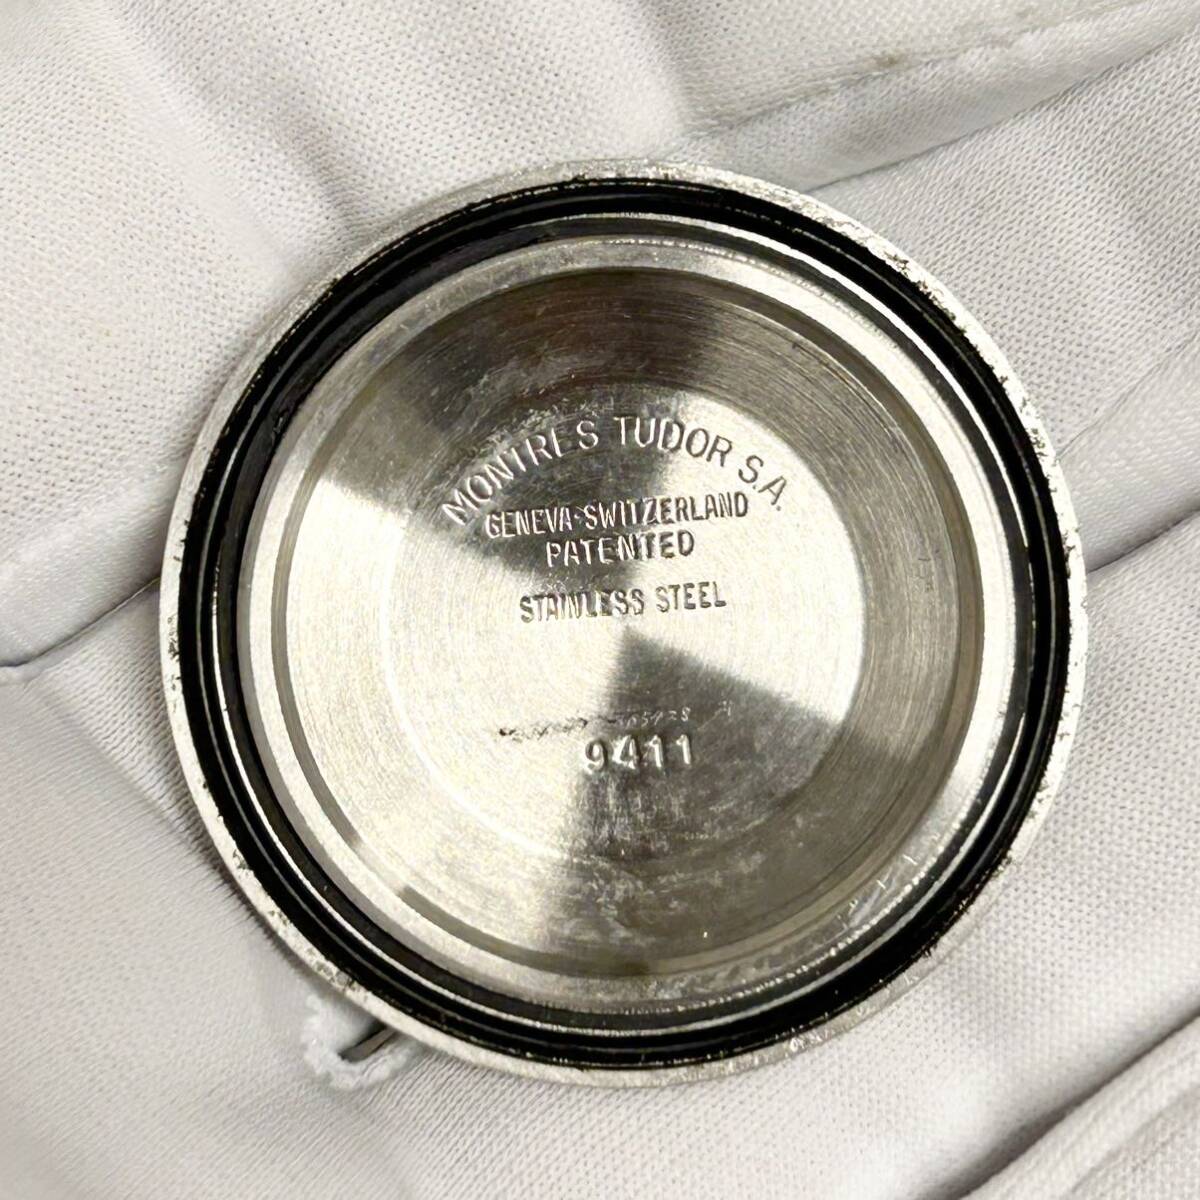 MONTRES TUDOR S.A.
GENEVA-SWITZERLAND
PATENTED
STAINLESS STEEL
9411